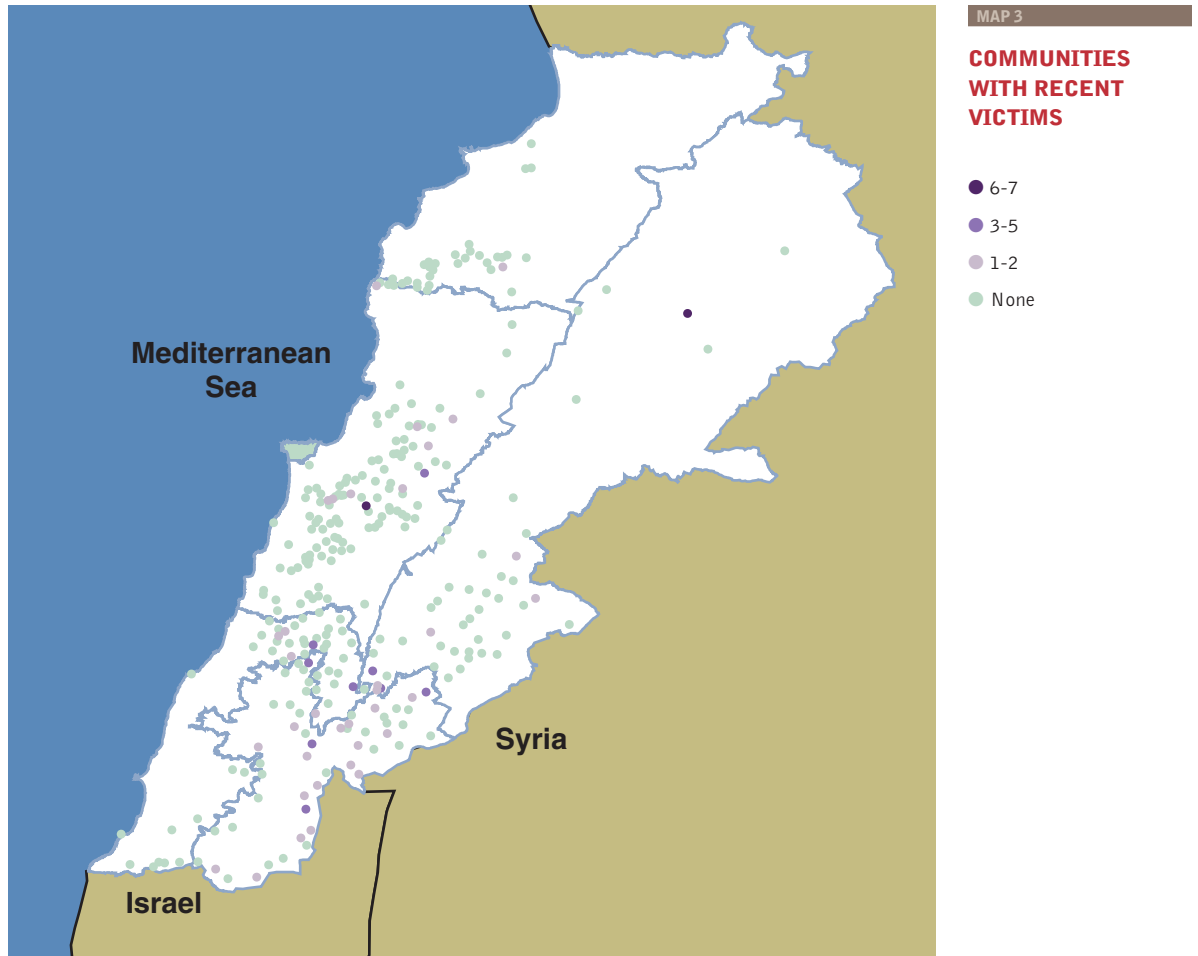 MAP 3
COMMUNITIES
WITH RECENT
VICTIMS
6-7
3-5
1-2
None
Mediterranean
Sea
Syria
Israel